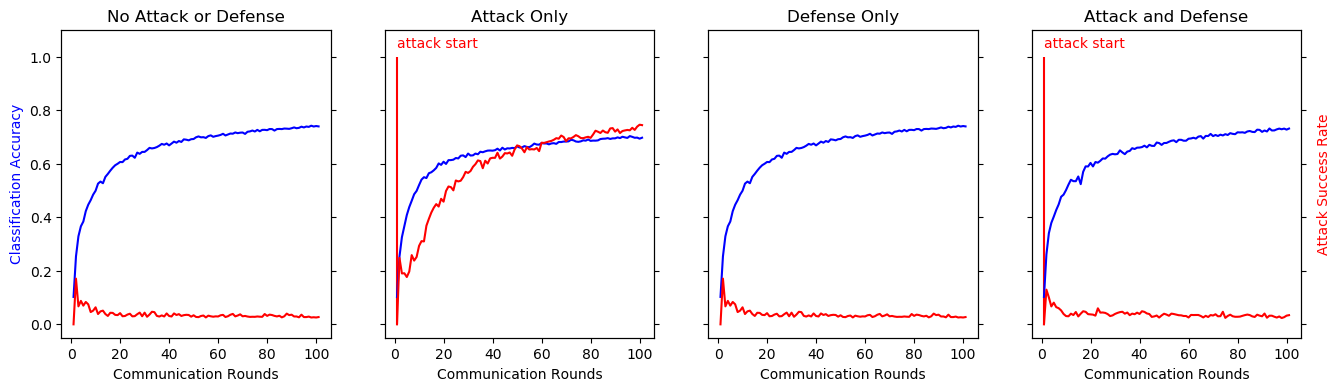 No Attack or Defense
Attack Only
Defense Only
Attack and Defense
attack start
attack start
Classification Accuracy
1.0
0.8
0.6
0.4
0.2
0.0
Attack Success Rate
0 20 40 60 80 100
0 20 40 60 80 100
0 20 40 60 80 100
0 20 40 60 80 100
Communication Rounds
Communication Rounds
Communication Rounds
Communication Rounds